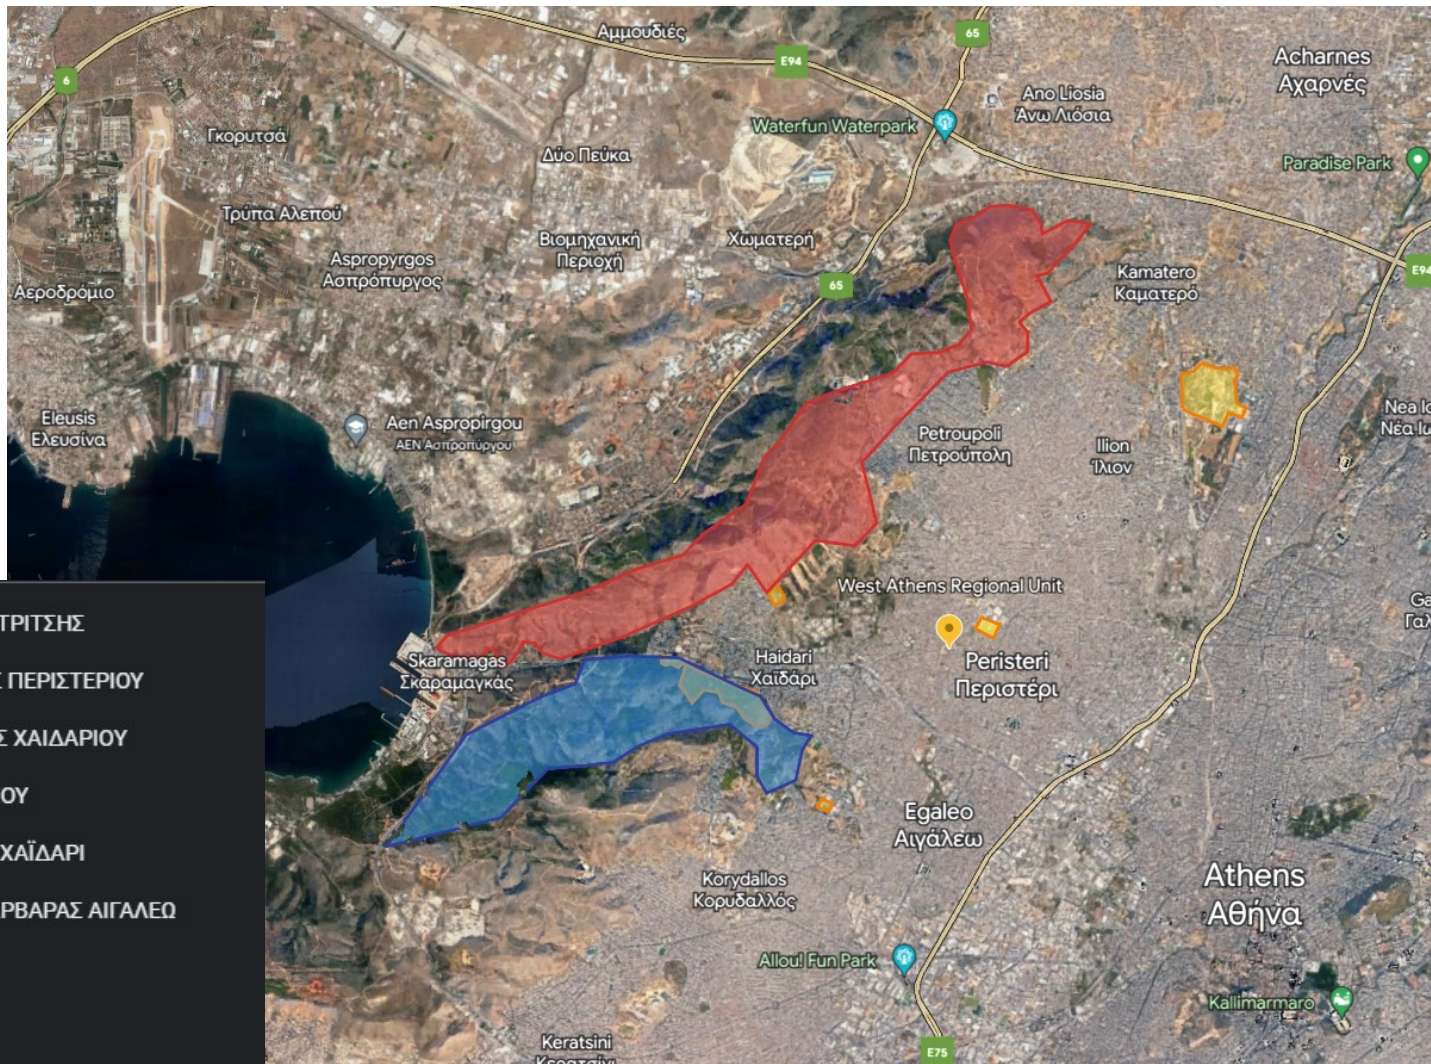 Αμμουδιές
65
E94
6
Acharnes
Αχαρνές
Ano Liosia
Άνω Λιόσια
Waterfun Waterpark
Γκορυτσά
Δύο Πεύκα
Paradise Park
Τρύπα Αλεπού
Βιομηχανική
Περιοχή
Χωματερή
Aspropyrgos
Ασπρόπυργος
Kamatero
Καματερό
E94
65
Αεροδρόμιο
Eleusis
Ελευσίνα
Aen Aspropirgou
ΑΕΝ Ασπροπύργου
Petroupoli
Πετρούπολη
Ilion
Ίλιον
Nea
Νέα
West Athens Regional Unit
ΤΡΙΤΣΗΣ
ΠΕΡΙΣΤΕΡΙΟΥ
Σ ΧΑΙΔΑΡΙΟΥ
ΟΥ
ΧΑΪΔΑΡΙ
ΡΒΑΡΑΣ ΑΙΓΑΛΕΩ
Skaramagas
Σκαραμαγκάς
Haidari
Χαϊδάρι
Peristeri
Περιστέρι
Egaleo
Αιγάλεω
Korydallos
Κορυδαλλός
Athens
Αθήνα
Allou! Fun Park
Kallimarmaro
Keratsini
E75